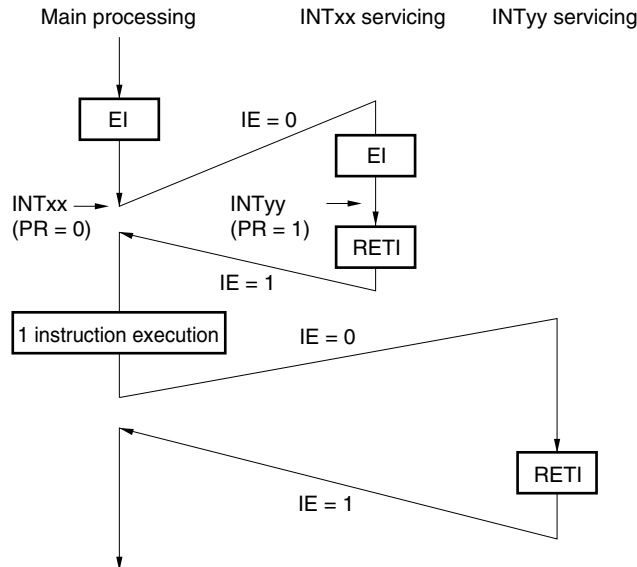 Main processing
INTxx servicing
INTyy servicing
EI
IE = 0
EI
INTxx
(PR = 0)
INTyy
(PR = 1)
RETI
IE = 1
1 instruction execution
IE = 0
RETI
IE = 1